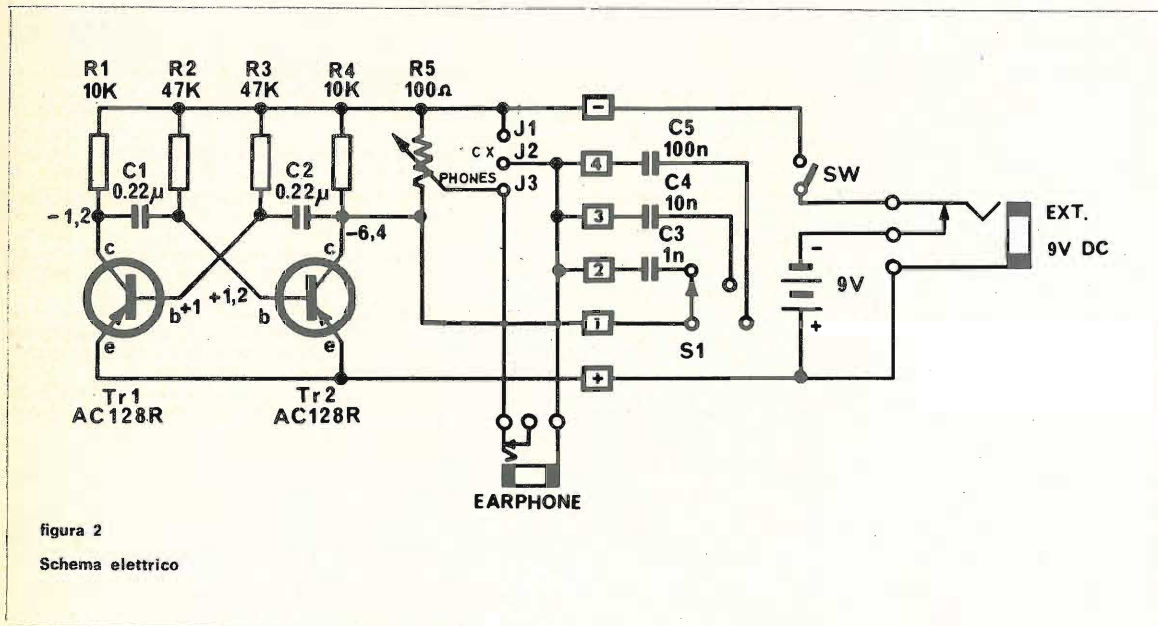 R1 R2 R3 R4 R5
10K 47K 47K 10K 100Ω
J1
C X J2
PHONES J3
C1 C2
0.22µ 0.22µ
-1,2
-6,4
c c
b+1 +1,2 b
e e
Tr1 Tr2
AC128R AC128R
-
4 C5
100n
3 C4
10n
2 C3
1n
1
S1
+
SW
EXT.
9V DC
-
9V
+
EARPHONE
figura 2
Schema elettrico